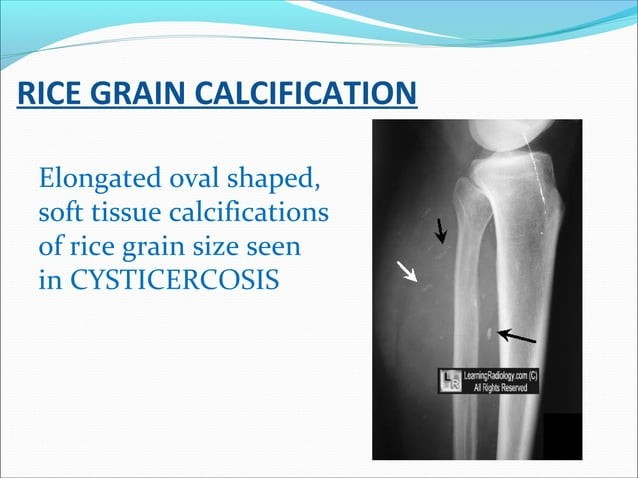 RICE GRAIN CALCIFICATION
Elongated oval shaped,
soft tissue calcifications
of rice grain size seen
in CYSTICERCOSIS
LR
LearningRadiology.com (C)
All Rights Reserved